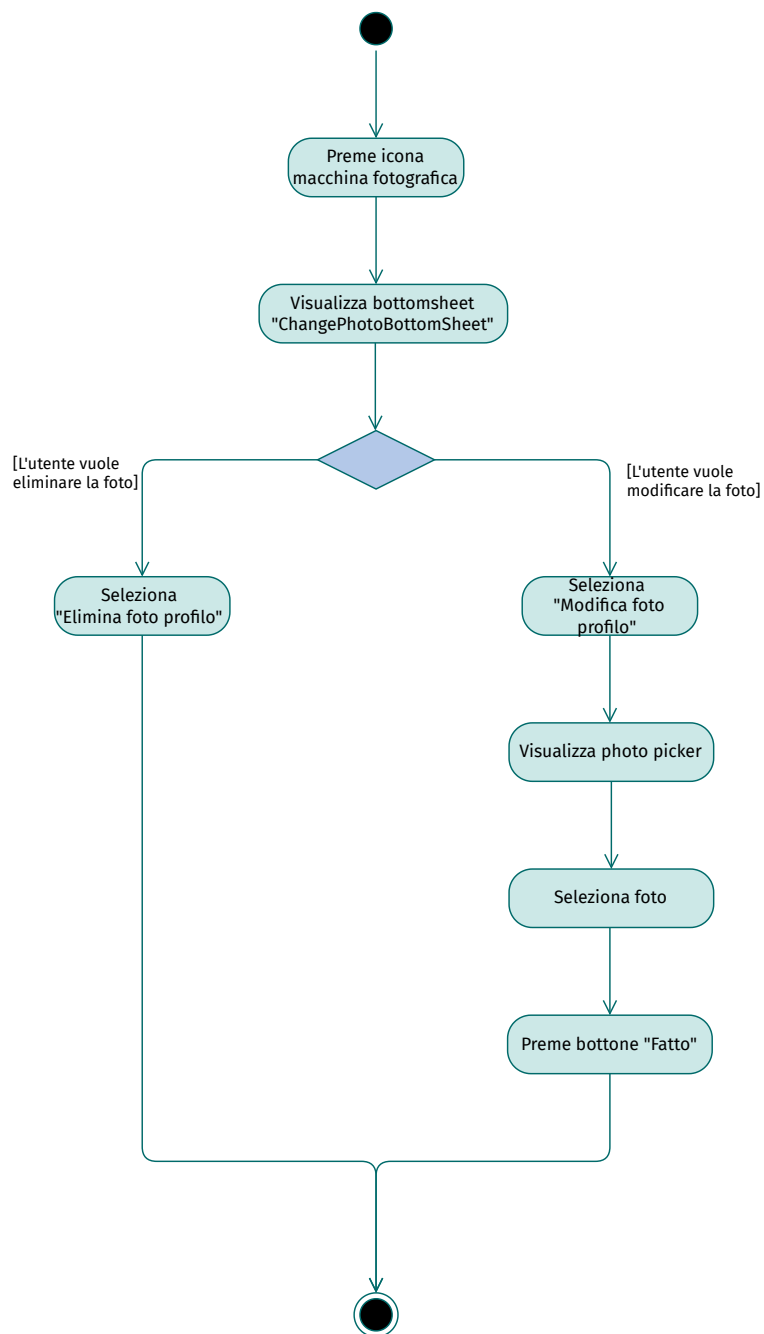 Preme icona
macchina fotografica
Visualizza bottomsheet
"ChangePhotoBottomSheet"
[L'utente vuole
eliminare la foto]
[L'utente vuole
modificare la foto]
Seleziona
"Elimina foto profilo"
Seleziona
"Modifica foto
profilo"
Visualizza photo picker
Seleziona foto
Preme bottone "Fatto"